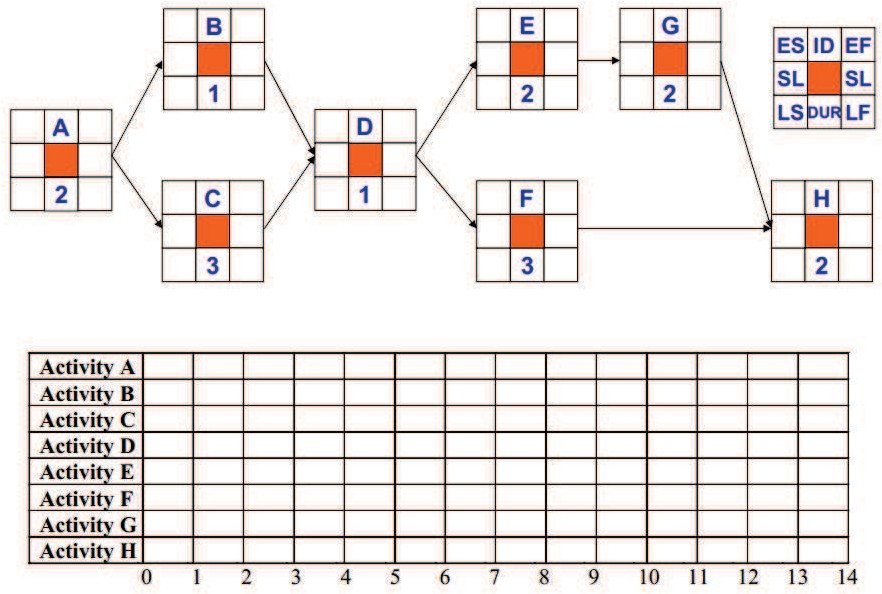 B
1
E
2
G
2
ES ID EF
SL SL
LS DUR LF
A
2
D
1
C
3
F
3
H
2
Activity A
Activity B
Activity C
Activity D
Activity E
Activity F
Activity G
Activity H
0 1 2 3 4 5 6 7 8 9 10 11 12 13 14